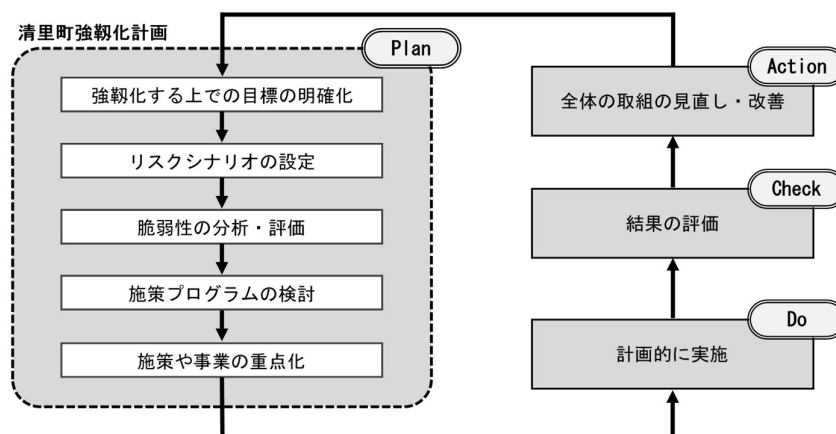 清里町強靱化計画
Plan
強靱化する上での目標の明確化
リスクシナリオの設定
脆弱性の分析・評価
施策プログラムの検討
施策や事業の重点化
Action
全体の取組の見直し・改善
Check
結果の評価
Do
計画的に実施